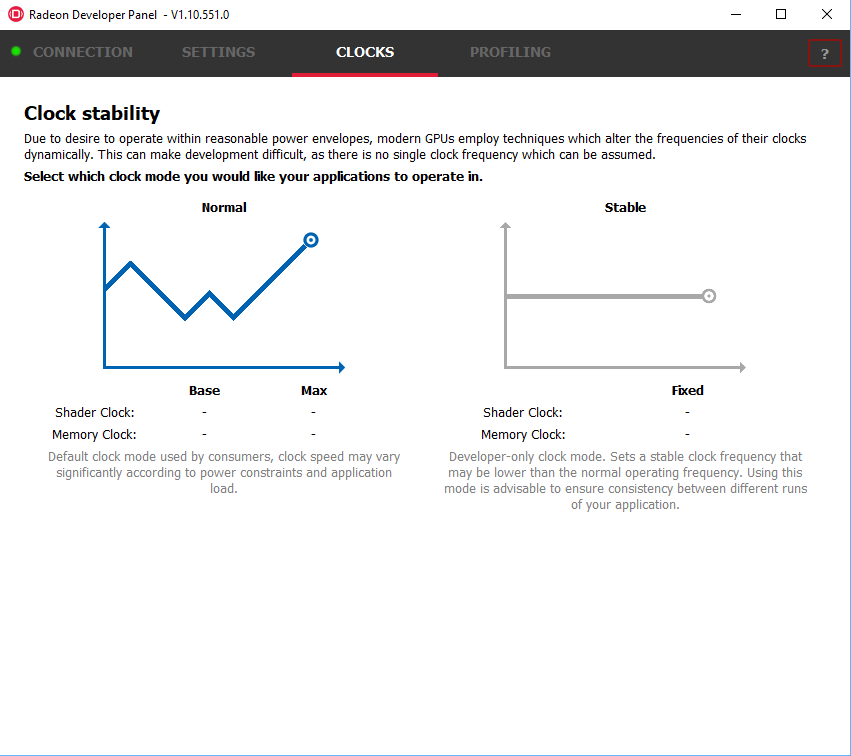 Radeon Developer Panel - V1.10.551.0
CONNECTION SETTINGS CLOCKS PROFILING ?
Clock stability
Due to desire to operate within reasonable power envelopes, modern GPUs employ techniques which alter the frequencies of their clocks
dynamically. This can make development difficult, as there is no single clock frequency which can be assumed.
Select which clock mode you would like your applications to operate in.
Normal
Base Max
Shader Clock: - -
Memory Clock: - -
Default clock mode used by consumers, clock speed may vary
significantly according to power constraints and application
load.
Stable
Fixed
Shader Clock: -
Memory Clock: -
Developer-only clock mode. Sets a stable clock frequency that
may be lower than the normal operating frequency. Using this
mode is advisable to ensure consistency between different runs
of your application.